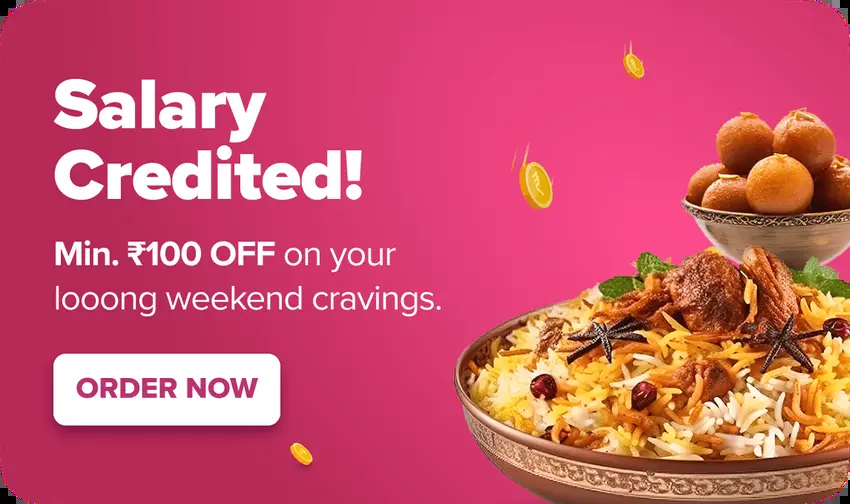 Salary
Credited!
Min. ₹100 OFF on your
looong weekend cravings.
ORDER NOW